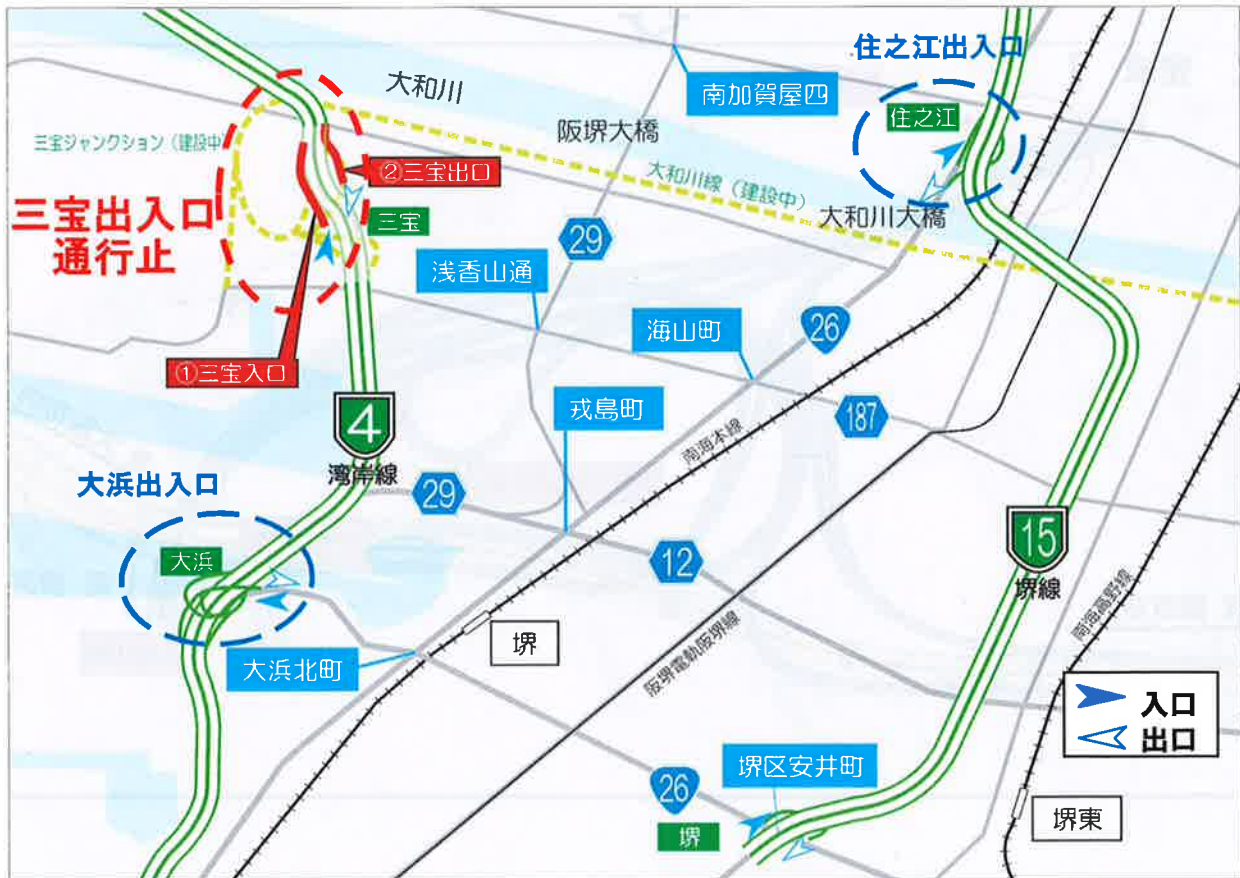 住之江出入口
大和川
南加賀屋四
住之江
三宝ジャンクション（建設中
阪堺大橋
②三宝出口
大和川線（建設中）
三宝出入口
通行止
三宝
大和川大橋
29
浅香山通
海山町
26
①三宝入口
戎島町
187
4
湾岸線
南海本線
大浜出入口
29
15
堺線
大浜
12
南海高野線
堺
阪堺電軌阪堺線
大浜北町
入口
出口
26
堺区安井町
堺
堺東